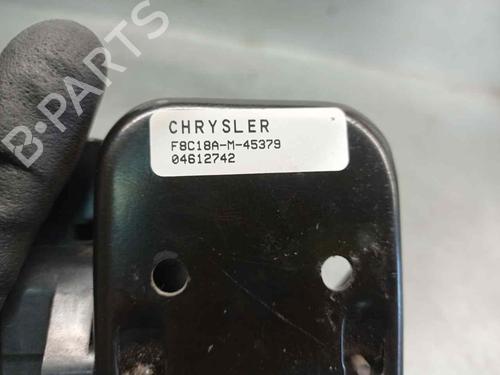 B-PARTS
CHRYSLER
F8C18A-M-45379
04612742